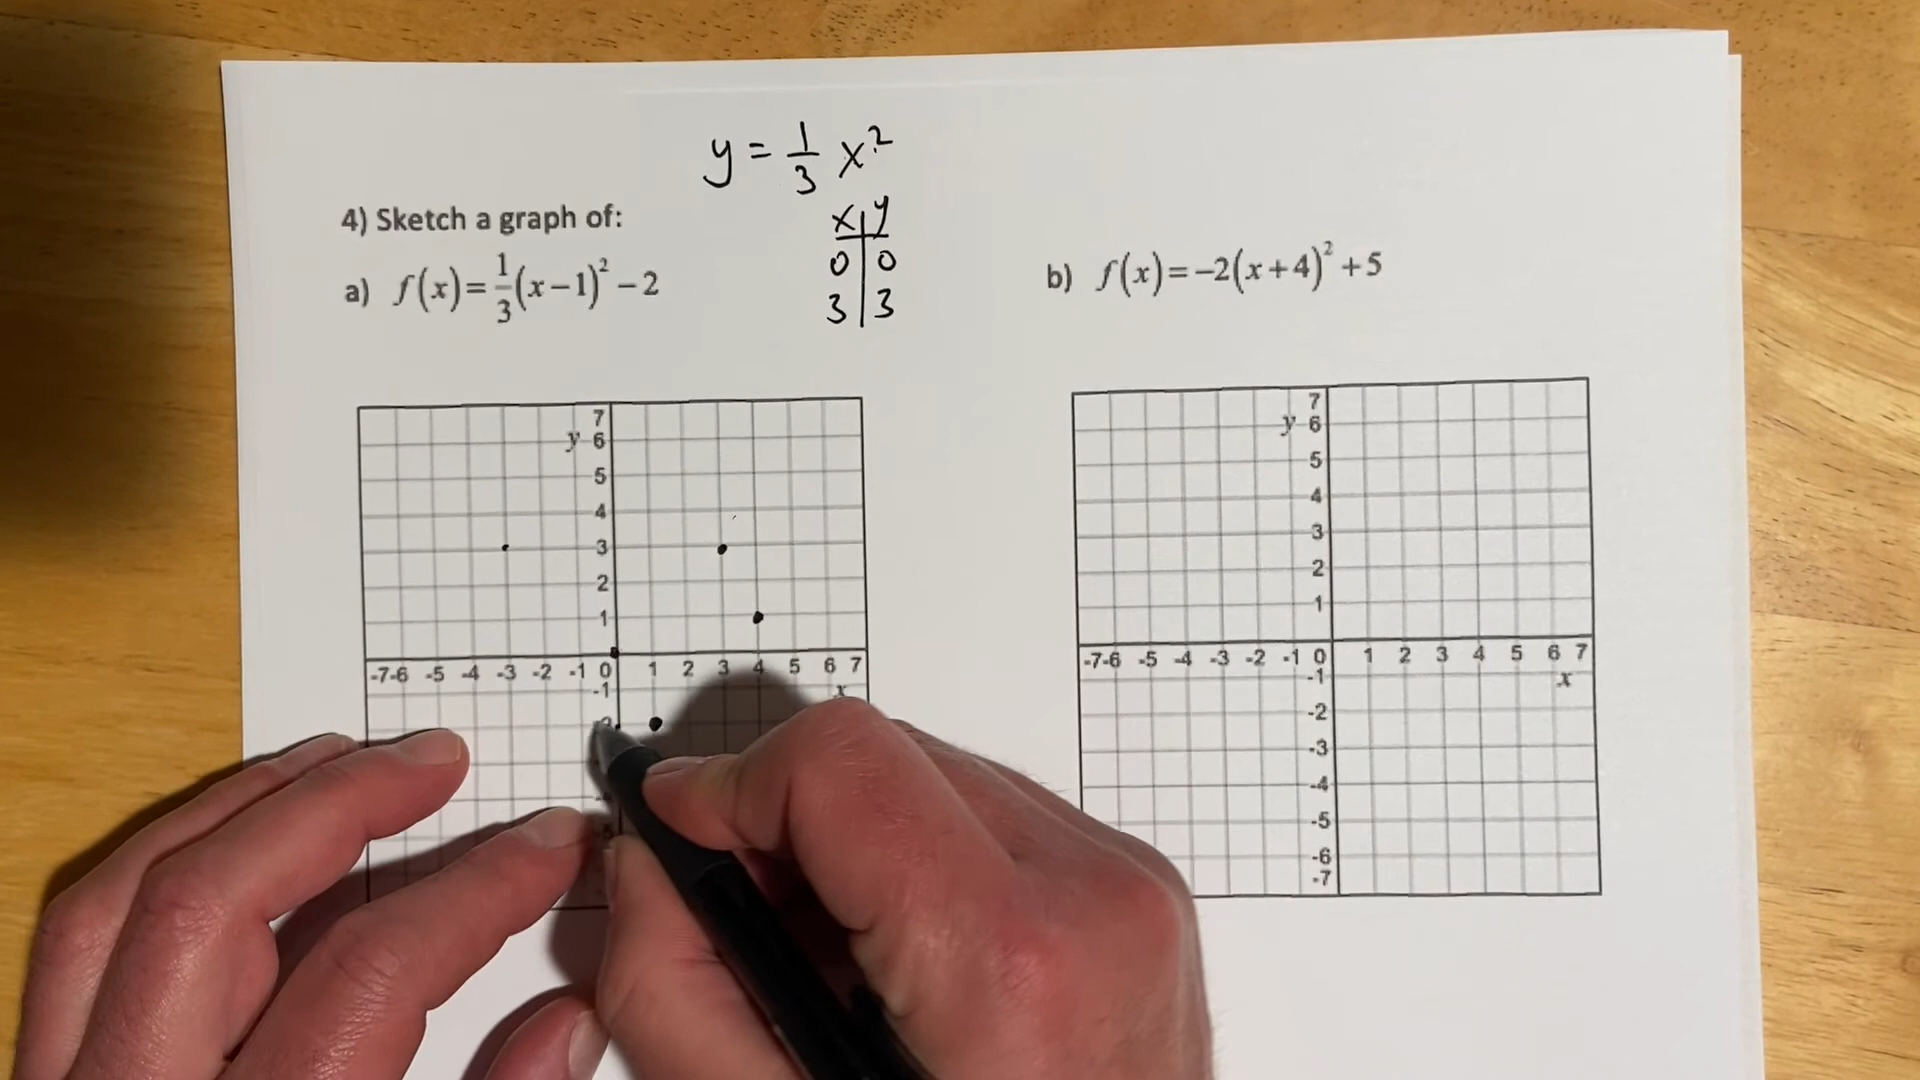 y = 1/3 x²
4) Sketch a graph of:
x | y
0 | 0
3 | 3
a) f(x)=1/3(x−1)²−2
b) f(x)=−2(x+4)²+5
7
y 6
5
4
3
2
1
-7 -6 -5 -4 -3 -2 -1 0 1 2 3 4 5 6 7
-1
x
7
y 6
5
4
3
2
1
-7 -6 -5 -4 -3 -2 -1 0 1 2 3 4 5 6 7
-1
x
-2
-3
-4
-5
-6
-7